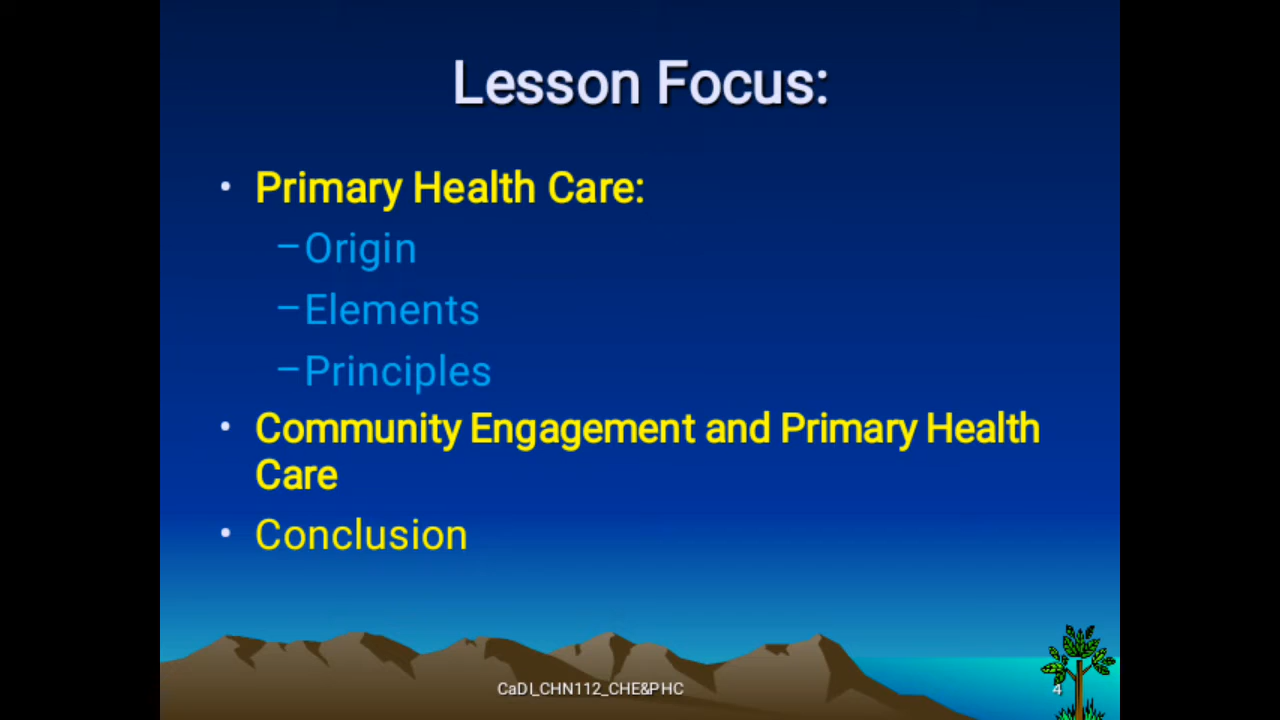 Lesson Focus:
• Primary Health Care:
–Origin
–Elements
–Principles
• Community Engagement and Primary Health
Care
• Conclusion
CaDI_CHN112_CHE&PHC
4